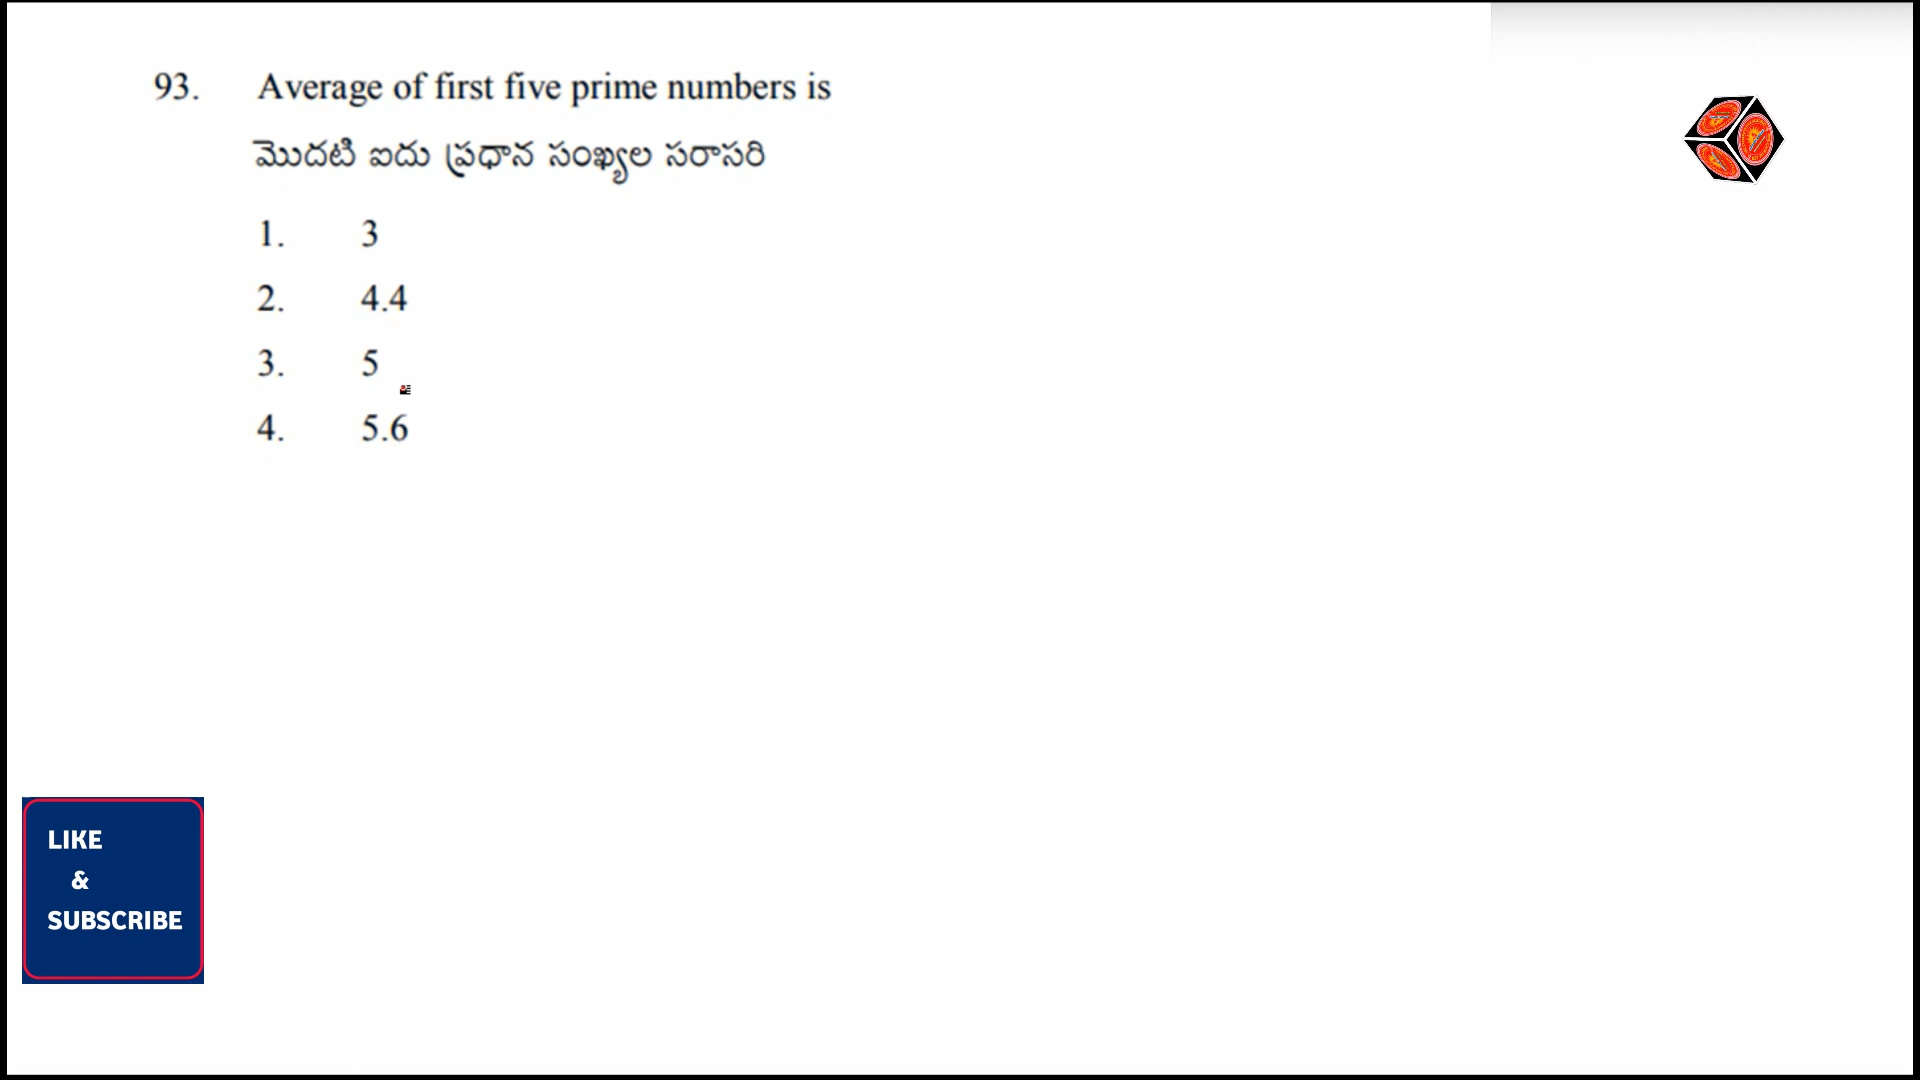 93. Average of first five prime numbers is
మొదటి ఐదు ప్రధాన సంఖ్యల సరాసరి
1. 3
2. 4.4
3. 5
4. 5.6
LIKE
&
SUBSCRIBE